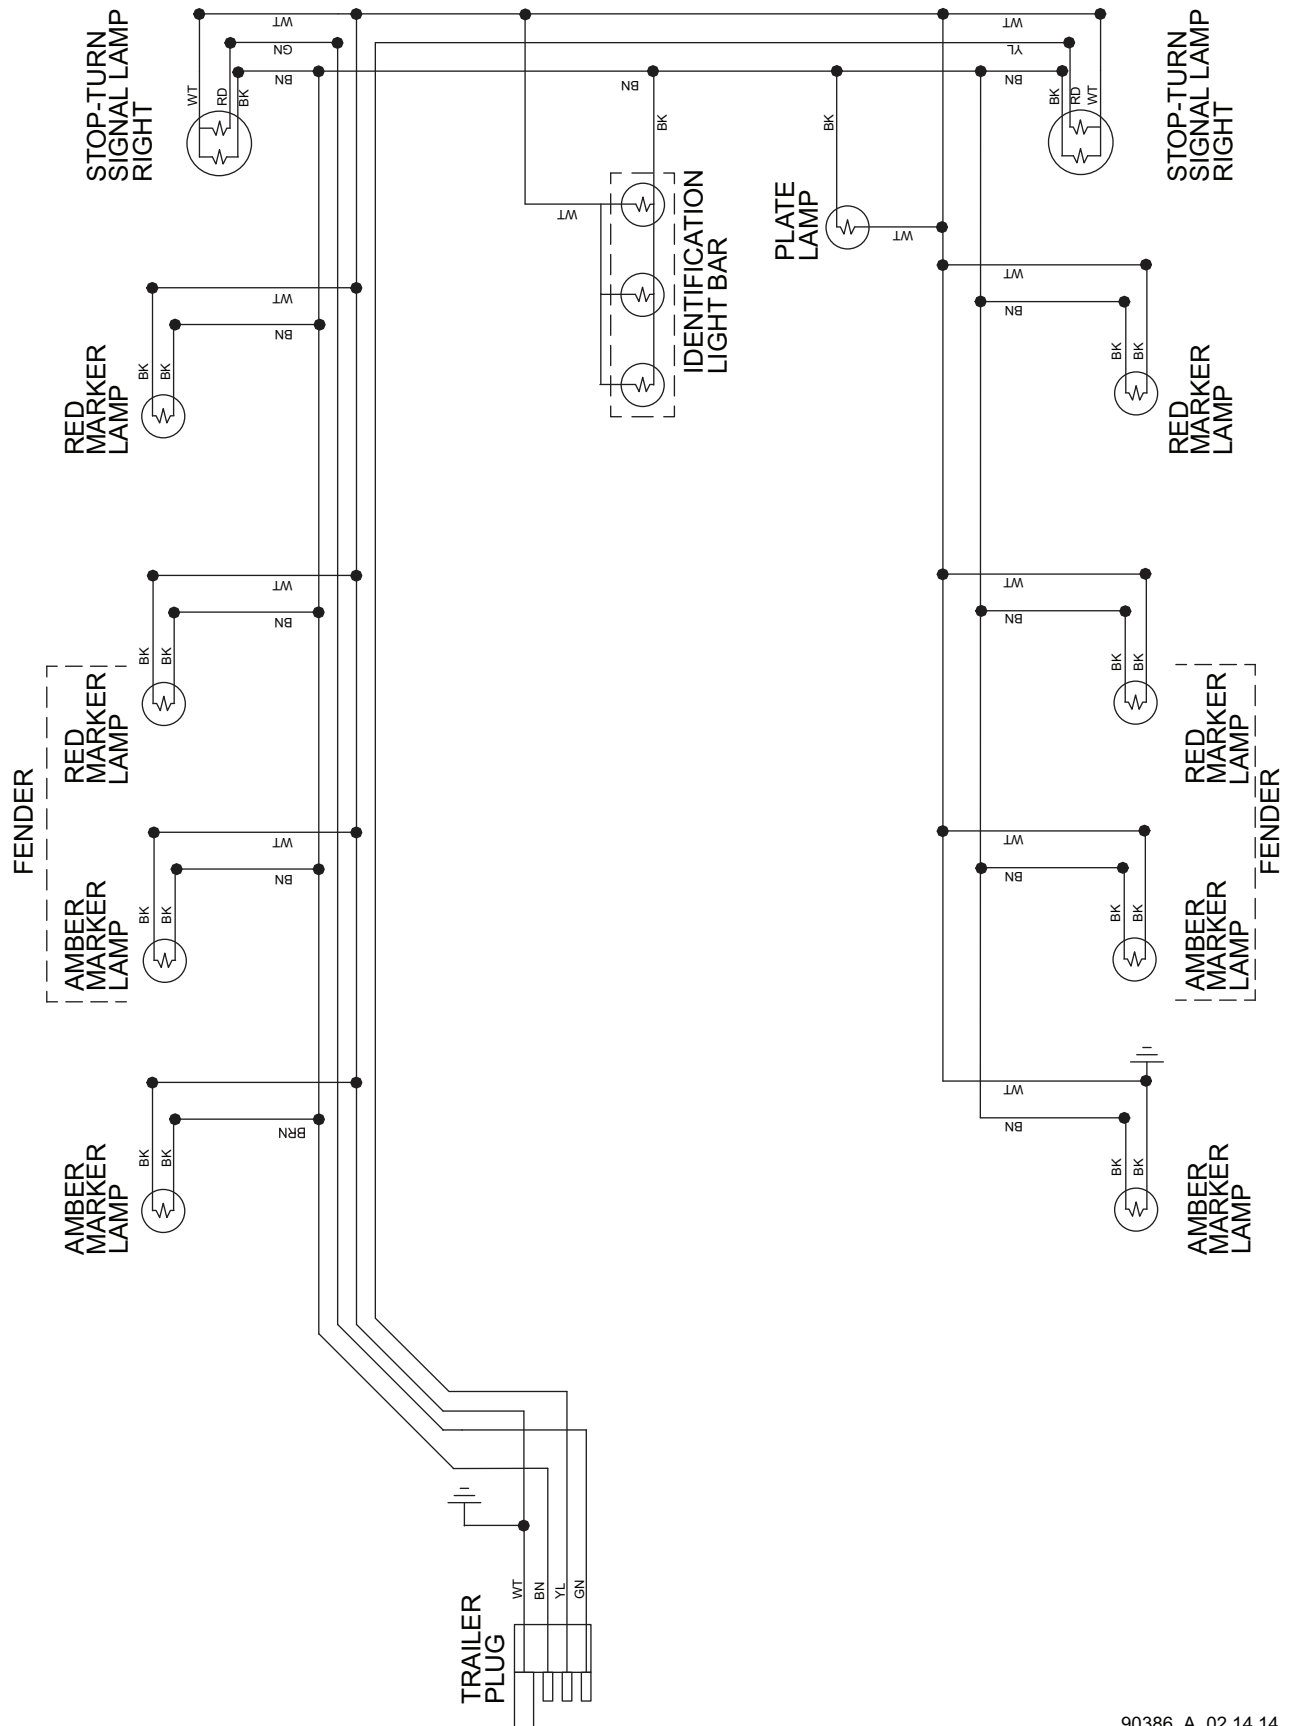 STOP-TURN
SIGNAL LAMP
RIGHT
WT
RD
BK
WT
GN
BN
BN
BK
BK
WT
YL
BN
BK
RD
WT
STOP-TURN
SIGNAL LAMP
RIGHT
WT
IDENTIFICATION
LIGHT BAR
PLATE
LAMP
WT
RED
MARKER
LAMP
BK
BK
WT
BN
WT
BN
BK
BK
RED
MARKER
LAMP
FENDER
RED
MARKER
LAMP
BK
BK
WT
BN
WT
BN
BK
BK
RED
MARKER
LAMP
FENDER
AMBER
MARKER
LAMP
BK
BK
WT
BN
WT
BN
BK
BK
AMBER
MARKER
LAMP
AMBER
MARKER
LAMP
BK
BK
BRN
WT
BN
BK
BK
AMBER
MARKER
LAMP
TRAILER
PLUG
WT
BN
YL
GN
90386_A_02.14.14